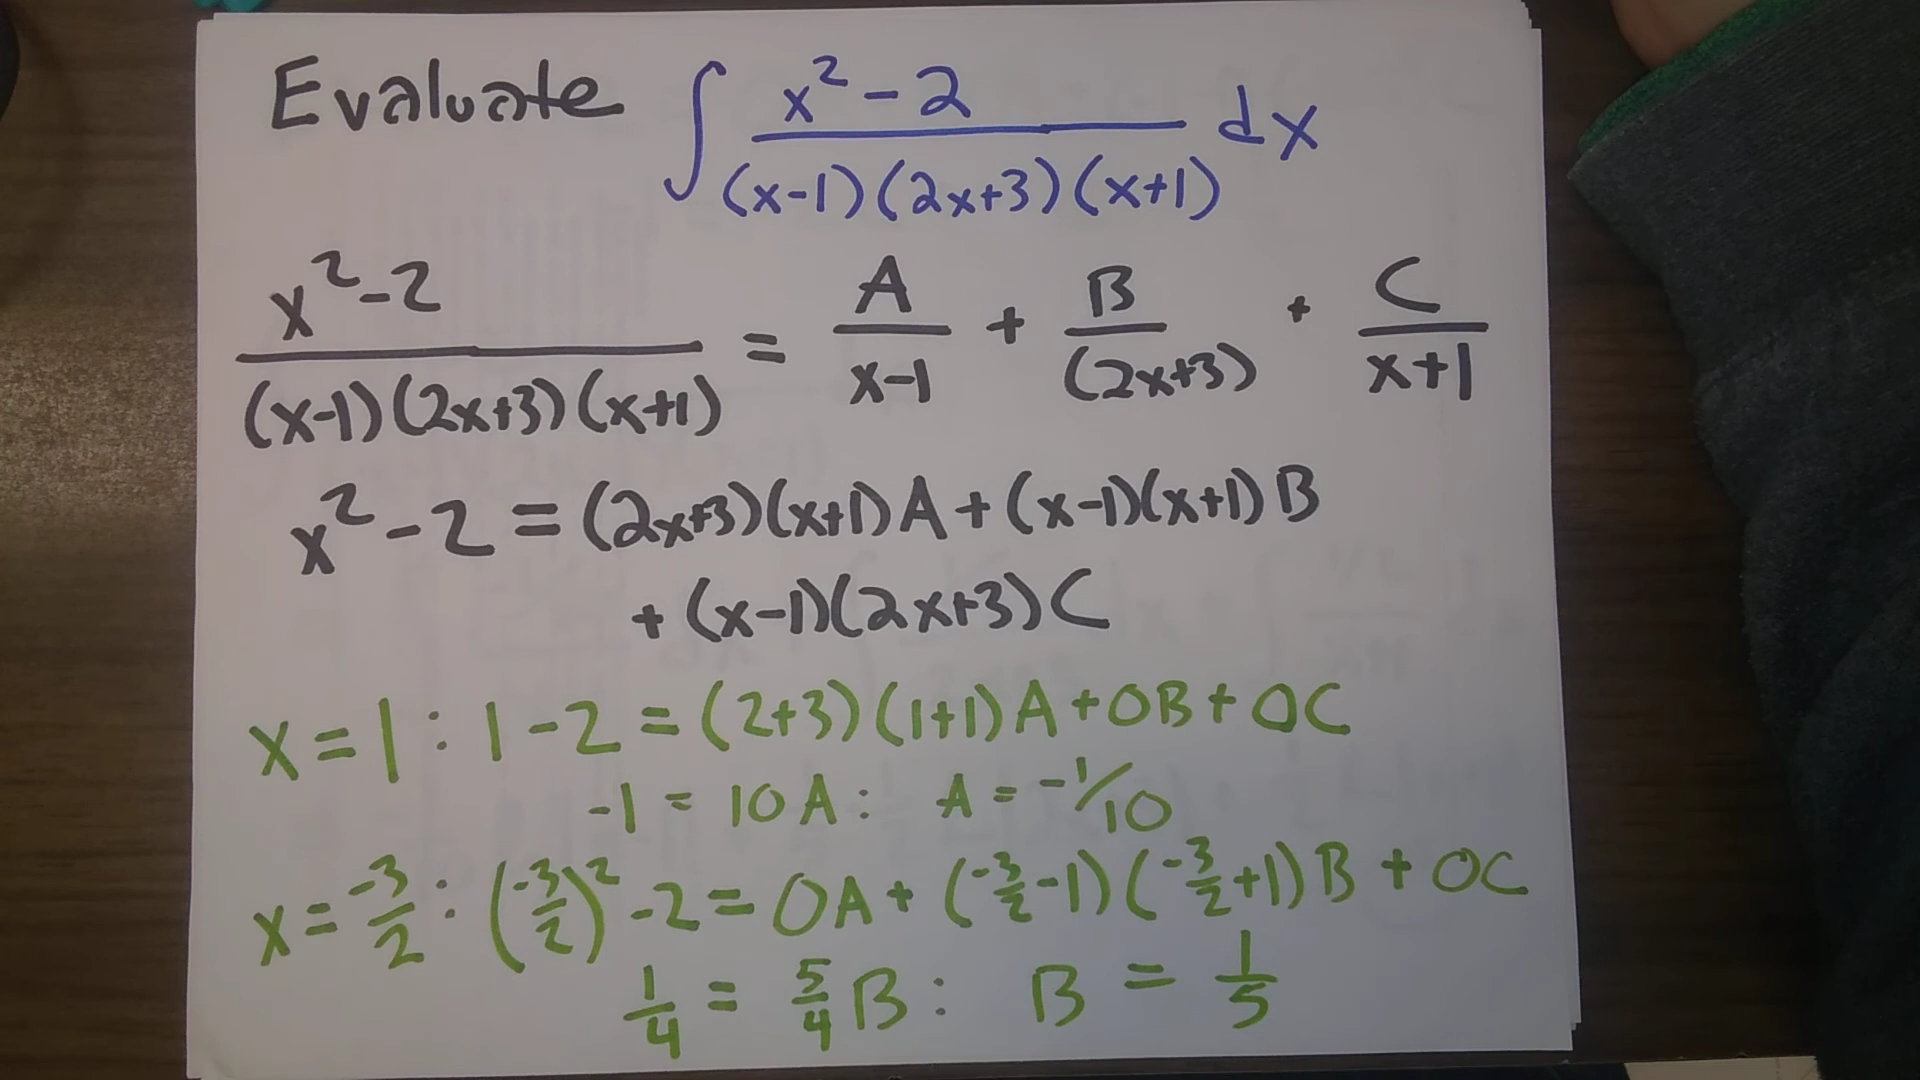 Evaluate ∫ x²-2 / (x-1)(2x+3)(x+1) dx
x²-2 / (x-1)(2x+3)(x+1) = A / x-1 + B / (2x+3) + C / x+1
x²-2 = (2x+3)(x+1)A + (x-1)(x+1)B
+ (x-1)(2x+3)C
x=1: 1-2 = (2+3)(1+1)A+0B+0C
-1 = 10A: A = -1/10
x = -3/2: (-3/2)² -2 = 0A + (-3/2 -1)(-3/2 +1)B + 0C
1/4 = 5/4 B: B = 1/5